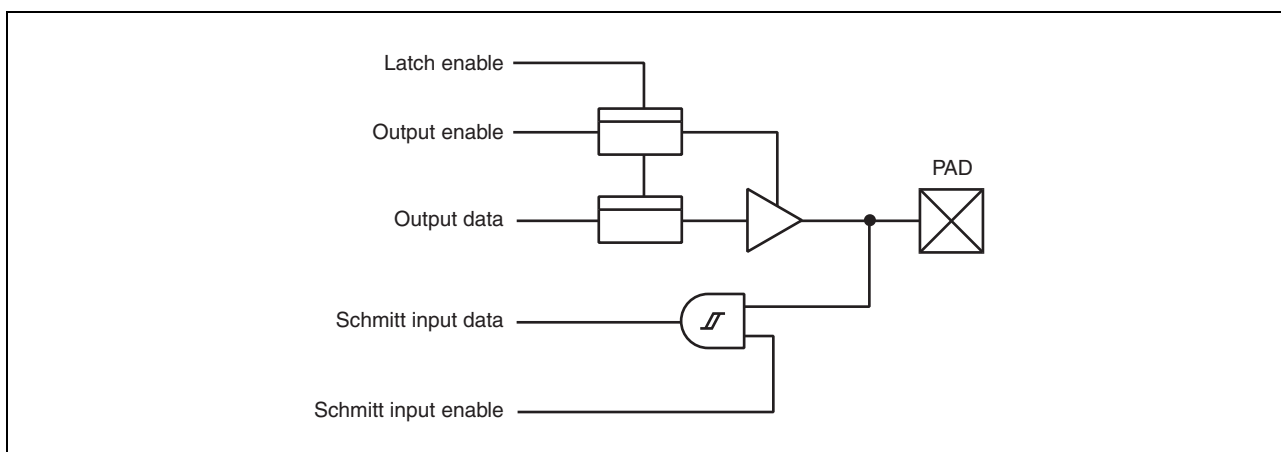 Latch enable
Output enable
PAD
Output data
Schmitt input data
Schmitt input enable